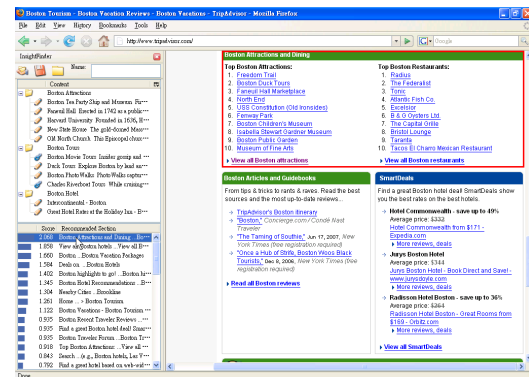 Boston Tourism - Boston Vacation Reviews - Boston Vacations - TripAdvisor - Mozilla Firefox
File Edit View History Bookmarks Tools Help
http://www.tripadvisor.com/
Google
InsightFinder
Name:
Content
Boston Attractions
Boston Tea Party Ship and Museum Fin...
Faneuil Hall Erected in 1742 as a public...
Harvard University Founded in 1636, H...
New State House The gold-domed Mass...
Old North Church This Episcopal chur...
Boston Tours
Boston Movie Tours Insider going and ...
Duck Tours Explore Boston by land an...
Boston PhotoWalks PhotoWalks captur...
Charles Riverboat Tours While cruising...
Boston Hotel
Intercontinental - Boston
Great Hotel Rates at the Holiday Inn - B...
Score Recommended Section
2.060 Boston Attractions and Dining ...Bo...
1.858 View all Boston hotels ...View all B...
1.660 Boston ...Boston Vacation Packages
1.584 Deals on ...Boston Hotels
1.402 Boston highlights to go! ...Boston hi...
1.345 Boston Hotel Recommendations ...B...
1.304 Nearby Cities ...Brookline
1.261 Home ... > Boston Tourism
1.122 Boston Vacations - Boston Tourism ...
0.935 Recent Traveler Reviews ...
0.935 Find a great Boston hotel deal! Smar...
0.935 Boston Traveler Forum ...Boston Tr...
0.918 Top Boston Attractions: ...View all ...
0.843 Search ...(e.g., Boston hotels, Las V...
0.792 Find a great hotel based on web-wid...
Boston Attractions and Dining
Top Boston Attractions:
1. Freedom Trail
2. Boston Duck Tours
3. Faneuil Hall Marketplace
4. North End
5. USS Constitution (Old Ironsides)
6. Fenway Park
7. Boston Children's Museum
8. Isabella Stewart Gardner Museum
9. Boston Public Garden
10. Museum of Fine Arts
View all Boston attractions
Top Boston Restaurants:
1. Radius
2. The Federalist
3. Tonic
4. Atlantic Fish Co.
5. Excelsior
6. B & G Oysters Ltd.
7. The Capital Grille
8. Bristol Lounge
9. Taranta
10. Tacos El Charro Mexican Restaurant
View all Boston restaurants
Boston Articles and Guidebooks
From tips & tricks to rants & raves. Read the best
sources and the most up-to-date reviews...
TripAdvisor's Boston itinerary
"Boston," Concierge.com / Condé Nast
Traveler
"The Taming of Southie," Jun 17, 2007, New
York Times (free registration required)
"Once a Hub of Strife, Boston Woos Black
Tourists," Dec 8, 2006, New York Times (free
registration required)
Read all Boston reviews
SmartDeals
Find a great Boston hotel deal! SmartDeals show
you the best rates on the best hotels.
Hotel Commonwealth - save up to 49%
Average price: $332
Hotel Commonwealth from $171 -
Expedia.com
More reviews, deals
Jurys Boston Hotel
Average price: $344
Jurys Boston Hotel - Book Direct and Save! -
www.jurysdoyle.com
More reviews, deals
Radisson Hotel Boston - save up to 36%
Average price: $264
Radisson Hotel Boston - Great Rooms from
$169 - Orbitz.com
More reviews, deals
View all SmartDeals
Done